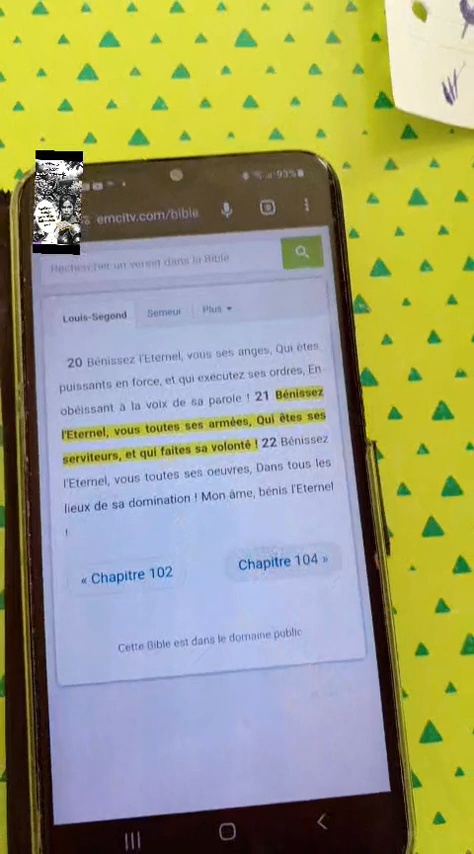 93%
emcitv.com/bible
Rechercher un verset dans la Bible
Louis-Segond Semeur Plus
20 Bénissez l'Eternel, vous ses anges, Qui êtes
puissants en force, et qui exécutez ses ordres, En
obéissant à la voix de sa parole ! 21 Bénissez
l'Eternel, vous toutes ses armées, Qui êtes ses
serviteurs, et qui faites sa volonté ! 22 Bénissez
l'Eternel, vous toutes ses oeuvres, Dans tous les
lieux de sa domination ! Mon âme, bénis l'Eternel
!
« Chapitre 102 Chapitre 104 »
Cette Bible est dans le domaine public